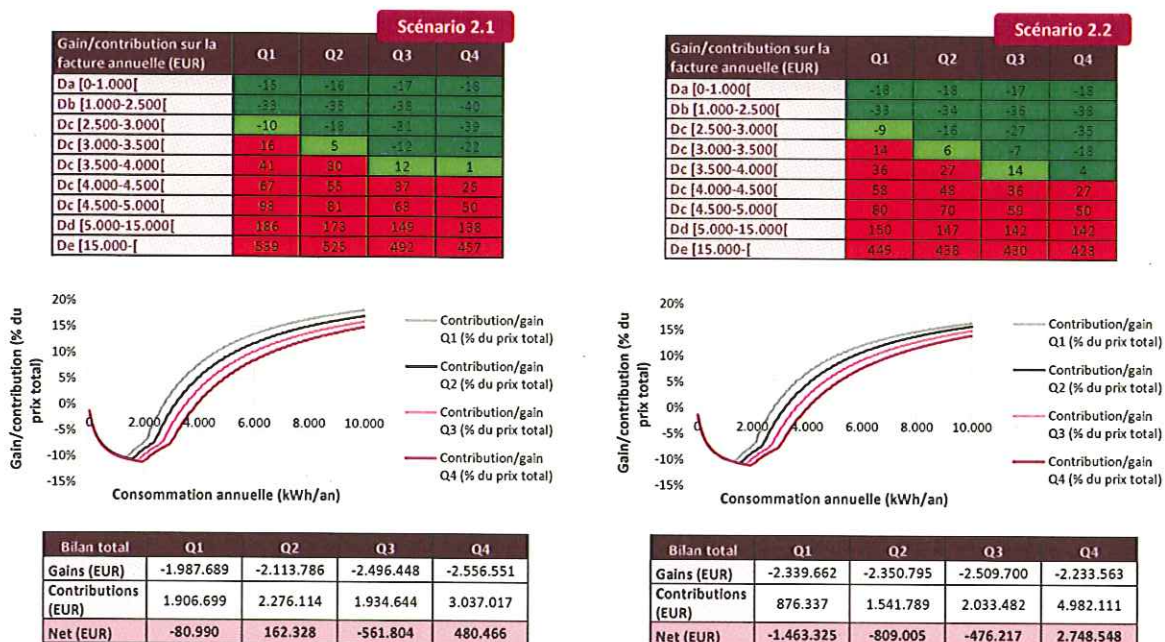 Scénario 2.1
Gain/contribution sur la facture annuelle (EUR) Q1 Q2 Q3 Q4
Da [0-1.000[ -15 -16 -17 -18
Db [1.000-2.500[ -33 -35 -38 -40
Dc [2.500-3.000[ -10 -18 -31 -39
Dc [3.000-3.500[ 16 5 -12 -22
Dc [3.500-4.000[ 41 30 12 1
Dc [4.000-4.500[ 67 55 37 25
Dc [4.500-5.000[ 93 81 63 50
Dd [5.000-15.000[ 186 173 149 138
De [15.000-[ 539 525 492 457
Gain/contribution (% du prix total)
20%
15%
10%
5%
0%
-5%
-10%
-15%
0 2.000 4.000 6.000 8.000 10.000
Consommation annuelle (kWh/an)
Contribution/gain
Q1 (% du prix total)
Contribution/gain
Q2 (% du prix total)
Contribution/gain
Q3 (% du prix total)
Contribution/gain
Q4 (% du prix total)
Bilan total Q1 Q2 Q3 Q4
Gains (EUR) -1.987.689 -2.113.786 -2.496.448 -2.556.551
Contributions (EUR) 1.906.699 2.276.114 1.934.644 3.037.017
Net (EUR) -80.990 162.328 -561.804 480.466
Scénario 2.2
Gain/contribution sur la facture annuelle (EUR) Q1 Q2 Q3 Q4
Da [0-1.000[ -18 -18 -17 -18
Db [1.000-2.500[ -33 -34 -36 -38
Dc [2.500-3.000[ -9 -16 -27 -35
Dc [3.000-3.500[ 14 6 -7 -18
Dc [3.500-4.000[ 36 27 14 4
Dc [4.000-4.500[ 58 48 36 27
Dc [4.500-5.000[ 80 70 59 50
Dd [5.000-15.000[ 150 147 142 142
De [15.000-[ 449 438 430 423
Gain/contribution (% du prix total)
20%
15%
10%
5%
0%
-5%
-10%
-15%
0 2.000 4.000 6.000 8.000 10.000
Consommation annuelle (kWh/an)
Contribution/gain
Q1 (% du prix total)
Contribution/gain
Q2 (% du prix total)
Contribution/gain
Q3 (% du prix total)
Contribution/gain
Q4 (% du prix total)
Bilan total Q1 Q2 Q3 Q4
Gains (EUR) -2.339.662 -2.350.795 -2.509.700 -2.233.563
Contributions (EUR) 876.337 1.541.789 2.033.482 4.982.111
Net (EUR) -1.463.325 -809.005 -476.217 2.748.548